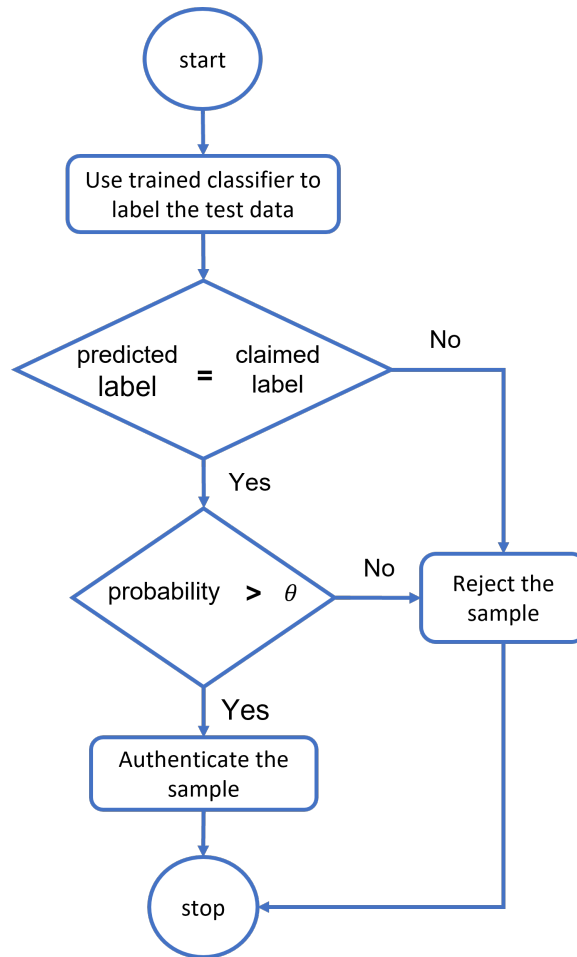 start
Use trained classifier to
label the test data
predicted = claimed
label label
No
Yes
probability > θ
No
Reject the
sample
Yes
Authenticate the
sample
stop